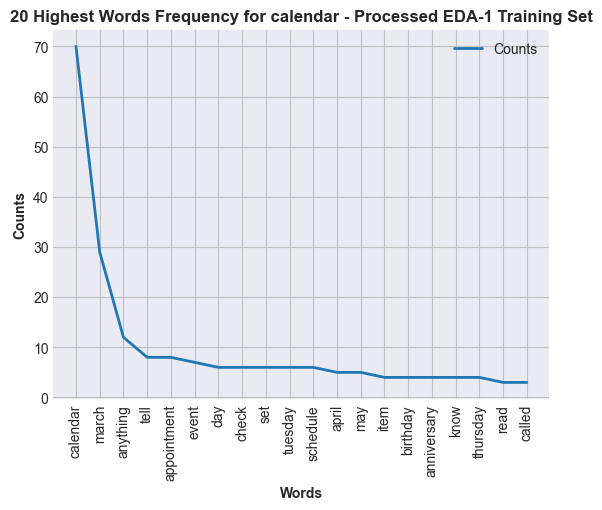 20 Highest Words Frequency for calendar - Processed EDA-1 Training Set
Counts
70
60
50
40
30
20
10
0
Counts
calendar
march
anything
tell
appointment
event
day
check
set
tuesday
schedule
april
may
item
birthday
anniversary
know
thursday
read
called
Words